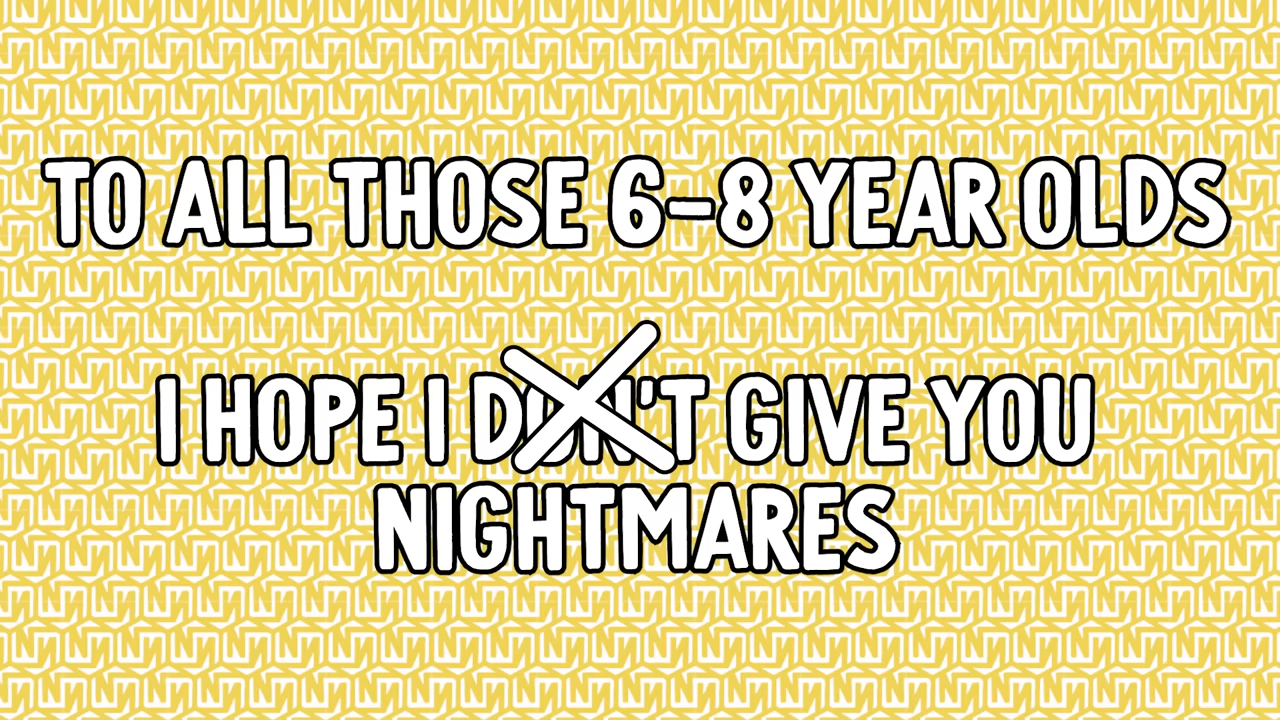 TO ALL THOSE 6-8 YEAR OLDS
I HOPE I DON'T GIVE YOU
NIGHTMARES